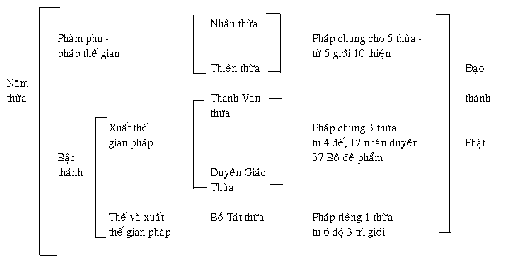 Nhân thừa
Phàm phu -
pháp thế gian
Pháp chung cho 5 thừa -
từ 5 giới 10 thiện
Thiên thừa
Đạo
Năm
thừa
Thanh Văn
thừa
thành
Xuất thế
gian pháp
Pháp chung 3 thừa
tu 4 đế, 12 nhân duyên
37 Bồ đề phẩm
Phật
Bậc
thánh
Duyên Giác
Thừa
Thế và xuất
thế gian pháp
Bồ Tát thừa
Pháp riêng 1 thừa
tu 6 độ 3 tụ giới